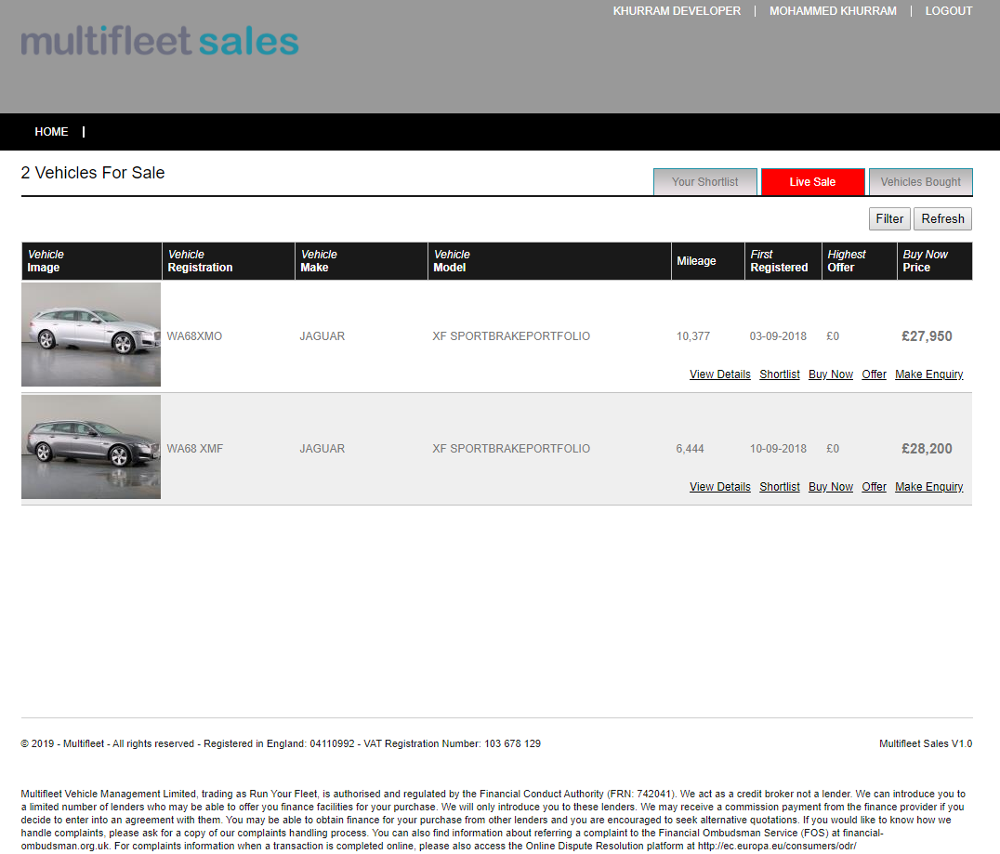 KHURRAM DEVELOPER | MOHAMMED KHURRAM | LOGOUT
multifleet sales
HOME |
2 Vehicles For Sale
Your Shortlist
Live Sale
Vehicles Bought
Filter
Refresh
Vehicle Image
Vehicle Registration
Vehicle Make
Vehicle Model
Mileage
First Registered
Highest Offer
Buy Now Price
WA68XMO JAGUAR XF SPORTBRAKEPORTFOLIO 10,377 03-09-2018 £0 £27,950
View Details Shortlist Buy Now Offer Make Enquiry
WA68 XMF JAGUAR XF SPORTBRAKEPORTFOLIO 6,444 10-09-2018 £0 £28,200
View Details Shortlist Buy Now Offer Make Enquiry
© 2019 - Multifleet - All rights reserved - Registered in England: 04110992 - VAT Registration Number: 103 678 129
Multifleet Sales V1.0
Multifleet Vehicle Management Limited, trading as Run Your Fleet, is authorised and regulated by the Financial Conduct Authority (FRN: 742041). We act as a credit broker not a lender. We can introduce you to
a limited number of lenders who may be able to offer you finance facilities for your purchase. We will only introduce you to these lenders. We may receive a commission payment from the finance provider if you
decide to enter into an agreement with them. You may be able to obtain finance for your purchase from other lenders and you are encouraged to seek alternative quotations. If you would like to know how we
handle complaints, please ask for a copy of our complaints handling process. You can also find information about referring a complaint to the Financial Ombudsman Service (FOS) at financial-
ombudsman.org.uk. For complaints information when a transaction is completed online, please also access the Online Dispute Resolution platform at http://ec.europa.eu/consumers/odr/